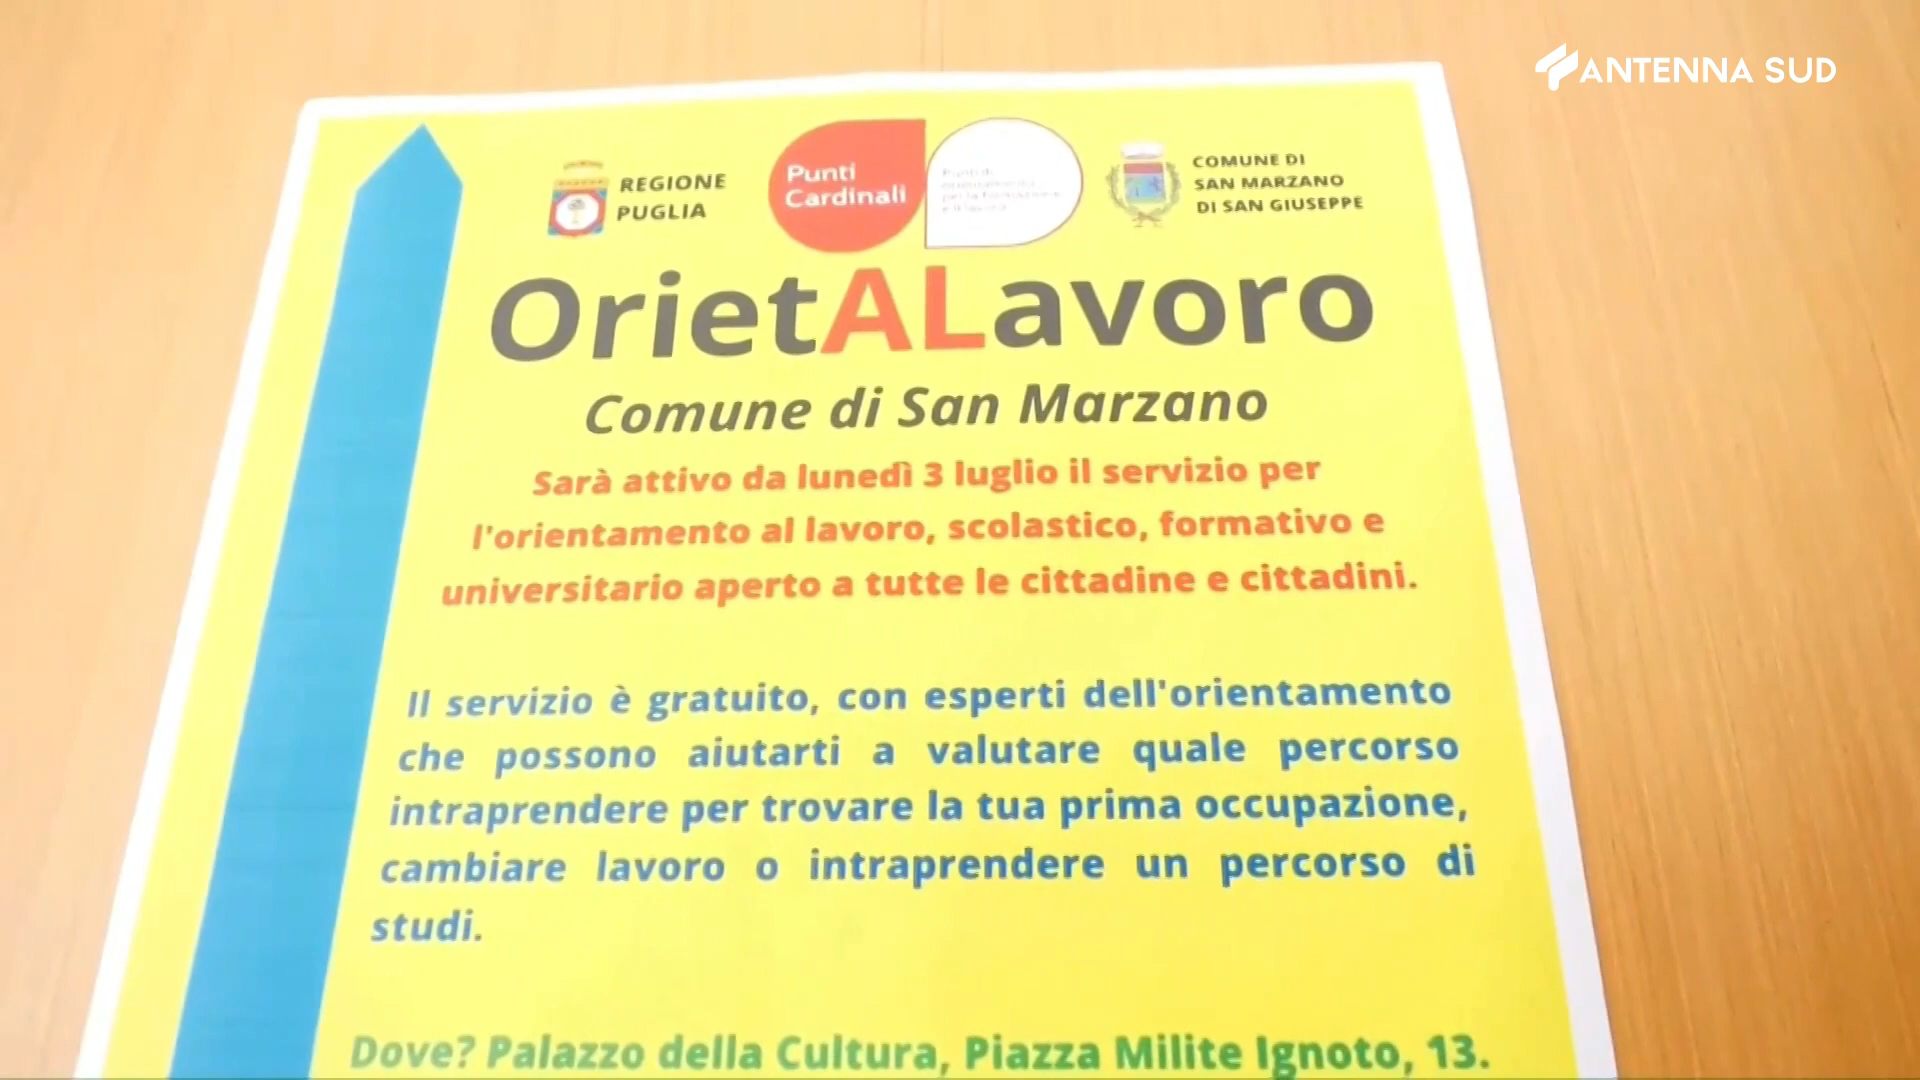 ANTENNA SUD
REGIONE
PUGLIA
Punti
Cardinali
Punti di
COMUNE DI
SAN MARZANO
DI SAN GIUSEPPE
OrietALavoro
Comune di San Marzano
Sarà attivo da lunedì 3 luglio il servizio per
l'orientamento al lavoro, scolastico, formativo e
universitario aperto a tutte le cittadine e cittadini.
Il servizio è gratuito, con esperti dell'orientamento
che possono aiutarti a valutare quale percorso
intraprendere per trovare la tua prima occupazione,
cambiare lavoro o intraprendere un percorso di
studi.
Dove? Palazzo della Cultura, Piazza Milite Ignoto, 13.